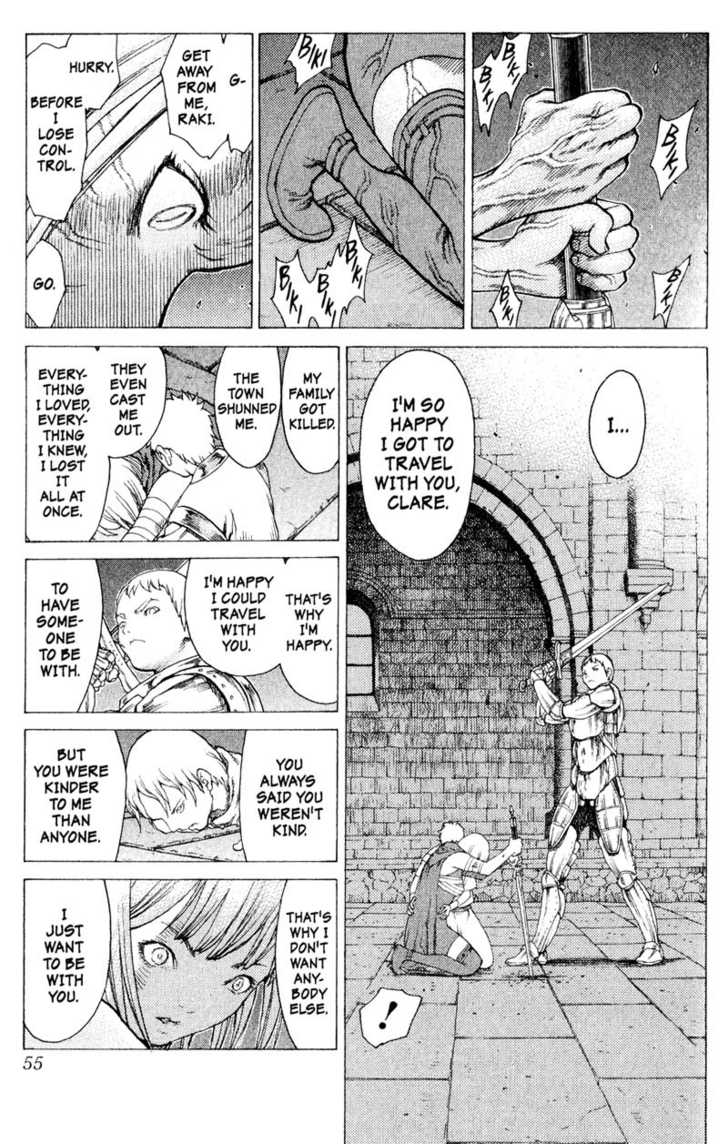 BIKI
BIKI
BIKI
BIKI
BIKI
BIKI
BIKI
BIKI
BIKI
BIKI
G-
GET
AWAY
FROM
ME,
RAKI.
HURRY.
BEFORE
I
LOSE
CON-
TROL.
GO.
I...
I'M SO
HAPPY
I GOT TO
TRAVEL
WITH YOU,
CLARE.
!
MY
FAMILY
GOT
KILLED.
THE
TOWN
SHUNNED
ME.
THEY
EVEN
CAST
ME
OUT.
EVERY-
THING
I LOVED,
EVERY-
THING
I KNEW,
I LOST
IT
ALL AT
ONCE.
THAT'S
WHY
I'M
HAPPY.
I'M HAPPY
I COULD
TRAVEL
WITH
YOU.
TO
HAVE
SOME-
ONE
TO BE
WITH.
YOU
ALWAYS
SAID YOU
WEREN'T
KIND.
BUT
YOU WERE
KINDER
TO ME
THAN
ANYONE.
THAT'S
WHY I
DON'T
WANT
ANY-
BODY
ELSE.
I
JUST
WANT
TO BE
WITH
YOU.
55